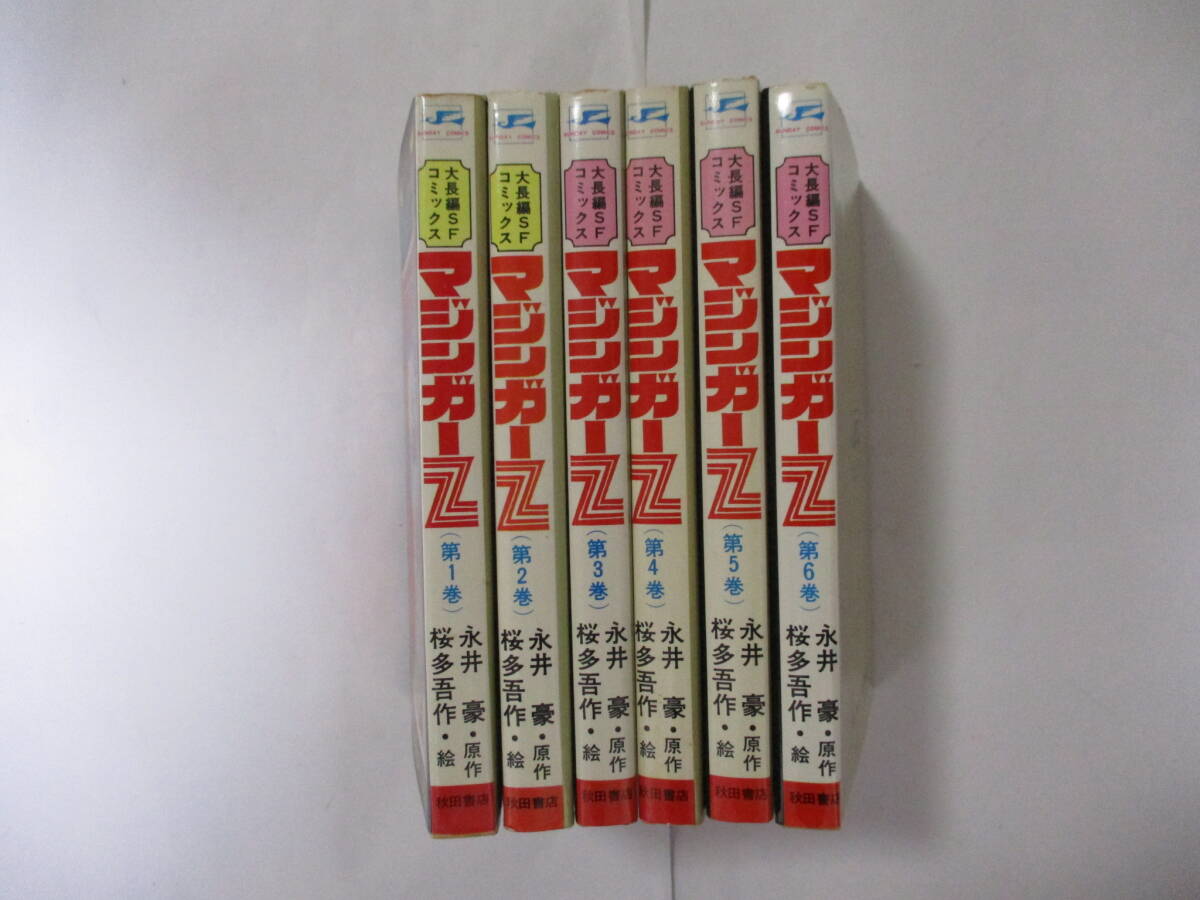 SUNDAY COMICS
大長編SF
コミックス
マジンガーZ
(第1巻)
永井豪・原作
桜多吾作・絵
秋田書店
SUNDAY COMICS
大長編SF
コミックス
マジンガーZ
(第2巻)
永井豪・原作
桜多吾作・絵
秋田書店
SUNDAY COMICS
大長編SF
コミックス
マジンガーZ
(第3巻)
永井豪・原作
桜多吾作・絵
秋田書店
SUNDAY COMICS
大長編SF
コミックス
マジンガーZ
(第4巻)
永井豪・原作
桜多吾作・絵
秋田書店
SUNDAY COMICS
大長編SF
コミックス
マジンガーZ
(第5巻)
永井豪・原作
桜多吾作・絵
秋田書店
SUNDAY COMICS
大長編SF
コミックス
マジンガーZ
(第6巻)
永井豪・原作
桜多吾作・絵
秋田書店